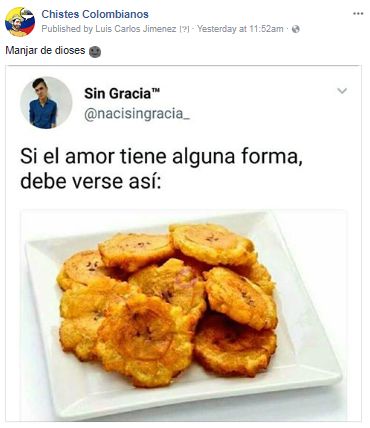 Chistes Colombianos
Published by Luis Carlos Jimenez [?] · Yesterday at 11:52am ·
Manjar de dioses
Sin Gracia™
@nacisingracia_
Si el amor tiene alguna forma,
debe verse así: